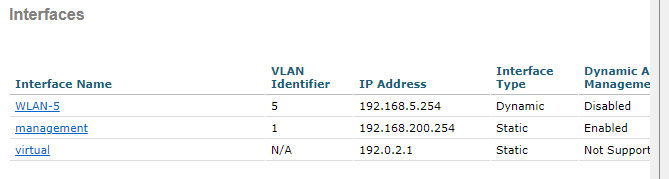 Interfaces
VLAN Interface Dynamic A
Interface Name Identifier IP Address Type Manageme
WLAN-5 5 192.168.5.254 Dynamic Disabled
management 1 192.168.200.254 Static Enabled
virtual N/A 192.0.2.1 Static Not Support